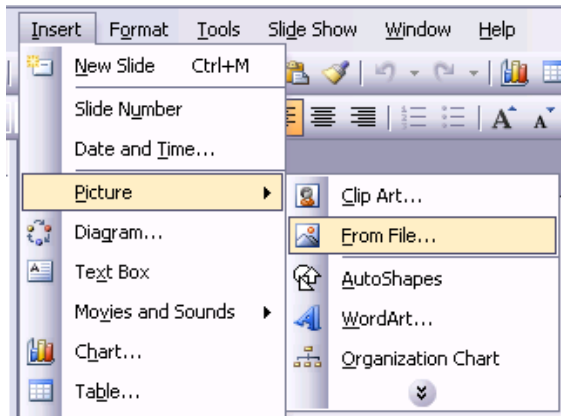 Insert Format Tools Slide Show Window Help
New Slide Ctrl+M
Slide Number
Date and Time...
Picture
Diagram...
Text Box
Movies and Sounds
Chart...
Table...
Clip Art...
From File...
AutoShapes
WordArt...
Organization Chart